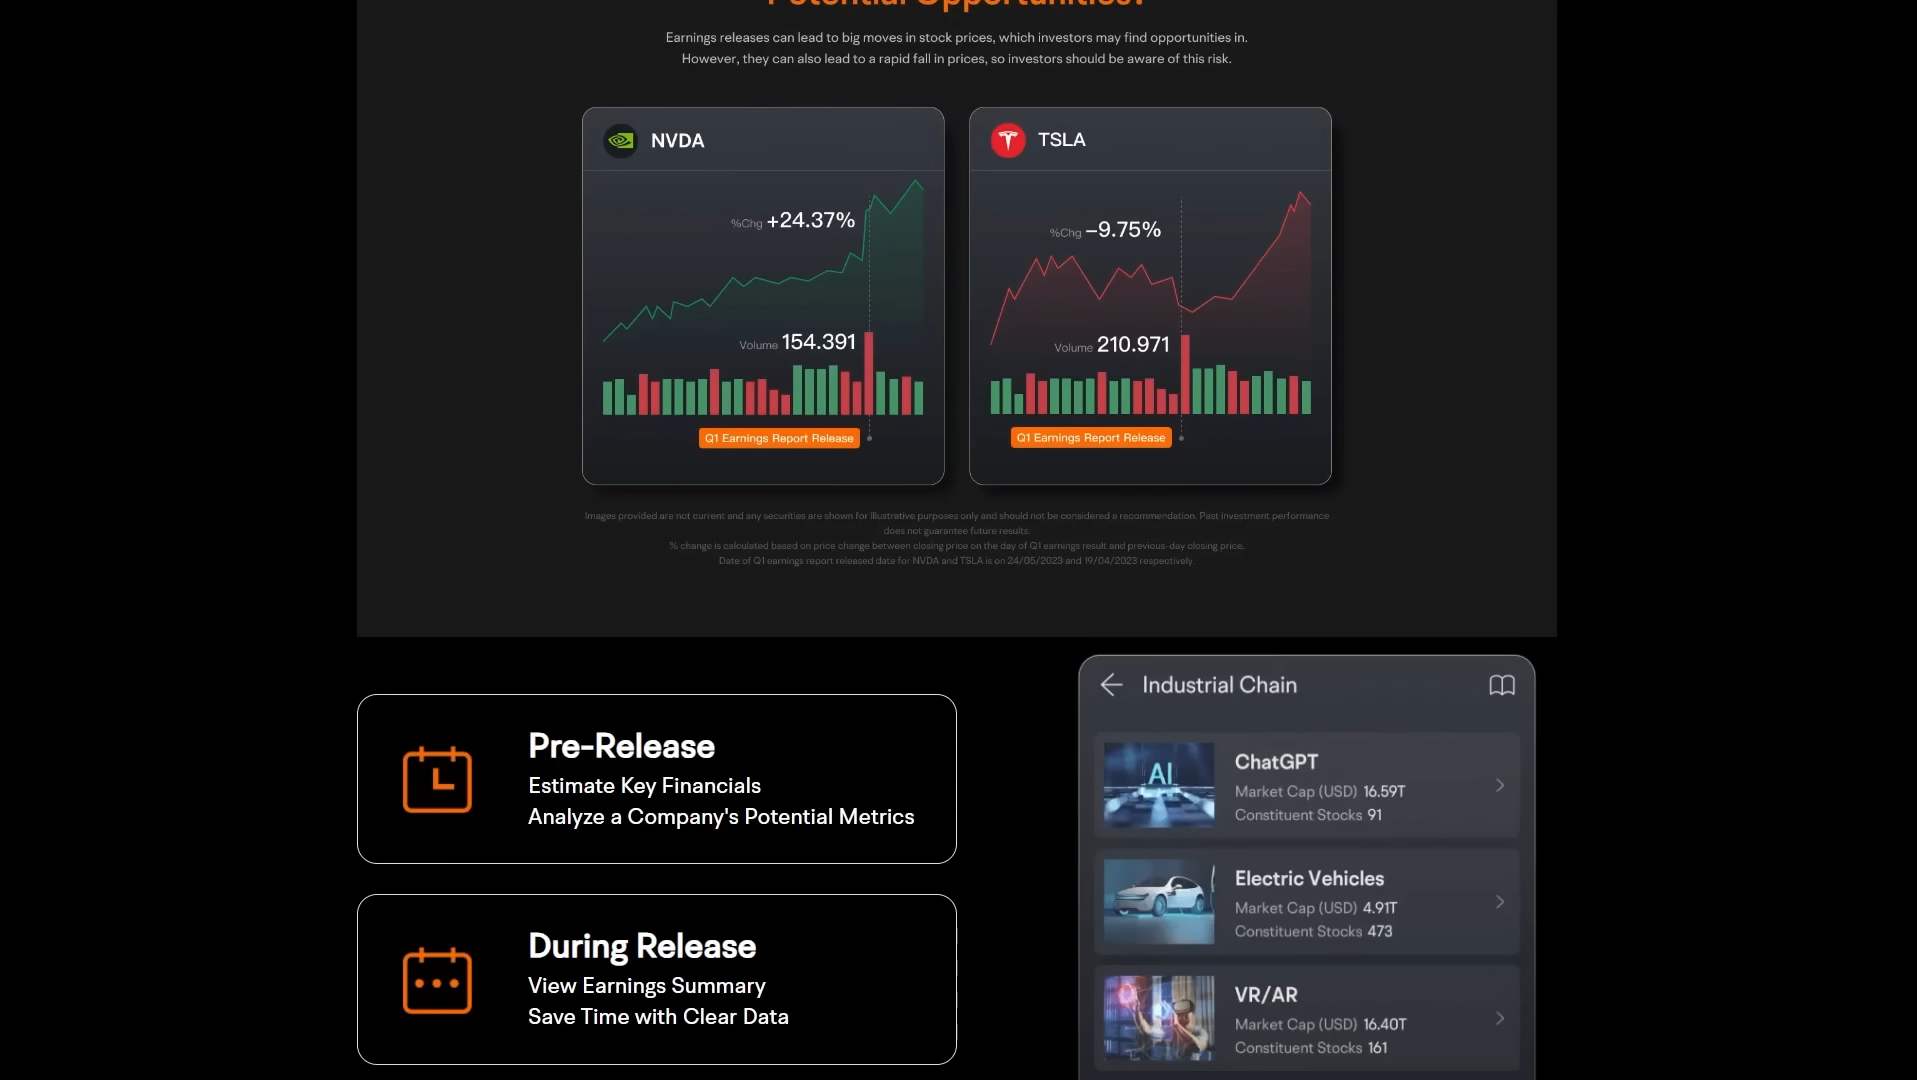 Potential Opportunities?
Earnings releases can lead to big moves in stock prices, which investors may find opportunities in.
However, they can also lead to a rapid fall in prices, so investors should be aware of this risk.
NVDA
%Chg +24.37%
Volume 154.391
Q1 Earnings Report Release
TSLA
%Chg –9.75%
Volume 210.971
Q1 Earnings Report Release
Images provided are not current and any securities are shown for illustrative purposes only and should not be considered a recommendation. Past investment performance
does not guarantee future results.
% change is calculated based on price change between closing price on the day of Q1 earnings result and previous-day closing price.
Date of Q1 earnings report released date for NVDA and TSLA is on 24/05/2023 and 19/04/2023 respectively.
Pre-Release
Estimate Key Financials
Analyze a Company's Potential Metrics
During Release
View Earnings Summary
Save Time with Clear Data
Industrial Chain
AI
ChatGPT
Market Cap (USD) 16.59T
Constituent Stocks 91
Electric Vehicles
Market Cap (USD) 4.91T
Constituent Stocks 473
VR/AR
Market Cap (USD) 16.40T
Constituent Stocks 161